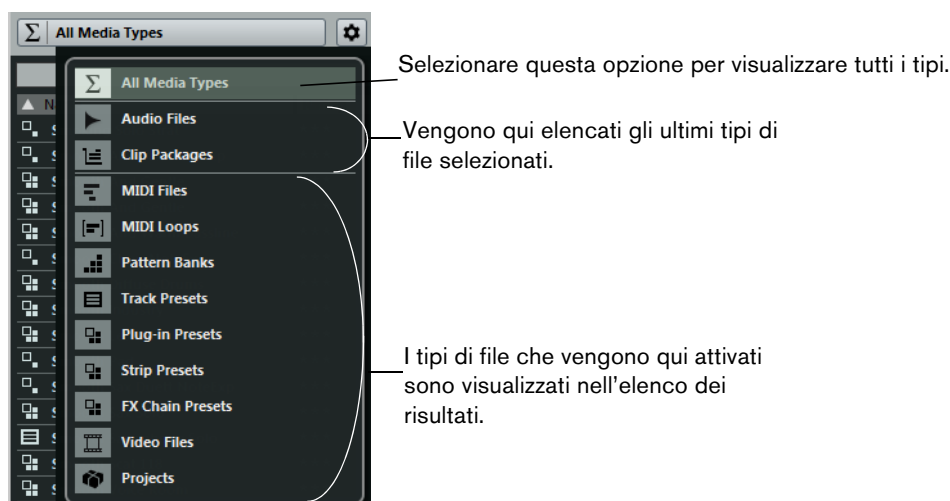 All Media Types
All Media Types
Audio Files
Clip Packages
MIDI Files
MIDI Loops
Pattern Banks
Track Presets
Plug-in Presets
Strip Presets
FX Chain Presets
Video Files
Projects
Selezionare questa opzione per visualizzare tutti i tipi.
Vengono qui elencati gli ultimi tipi di
file selezionati.
I tipi di file che vengono qui attivati
sono visualizzati nell'elenco dei
risultati.